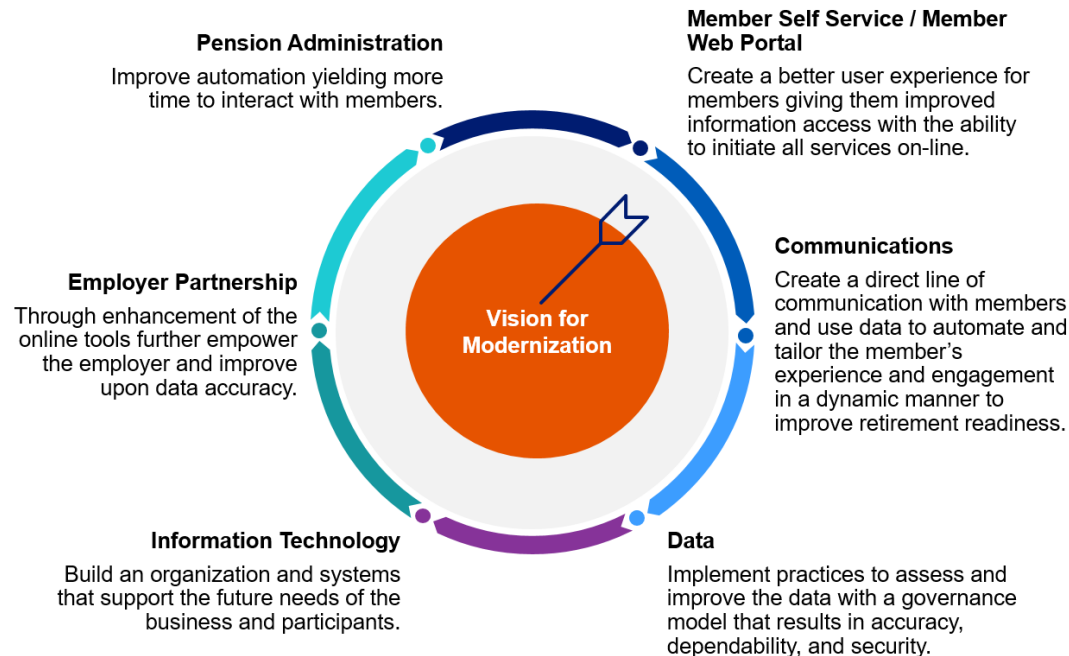 Pension Administration
Improve automation yielding more
time to interact with members.
Member Self Service / Member
Web Portal
Create a better user experience for
members giving them improved
information access with the ability
to initiate all services on-line.
Employer Partnership
Through enhancement of the
online tools further empower
the employer and improve
upon data accuracy.
Vision for
Modernization
Communications
Create a direct line of
communication with members
and use data to automate and
tailor the member’s
experience and engagement
in a dynamic manner to
improve retirement readiness.
Information Technology
Build an organization and systems
that support the future needs of the
business and participants.
Data
Implement practices to assess and
improve the data with a governance
model that results in accuracy,
dependability, and security.